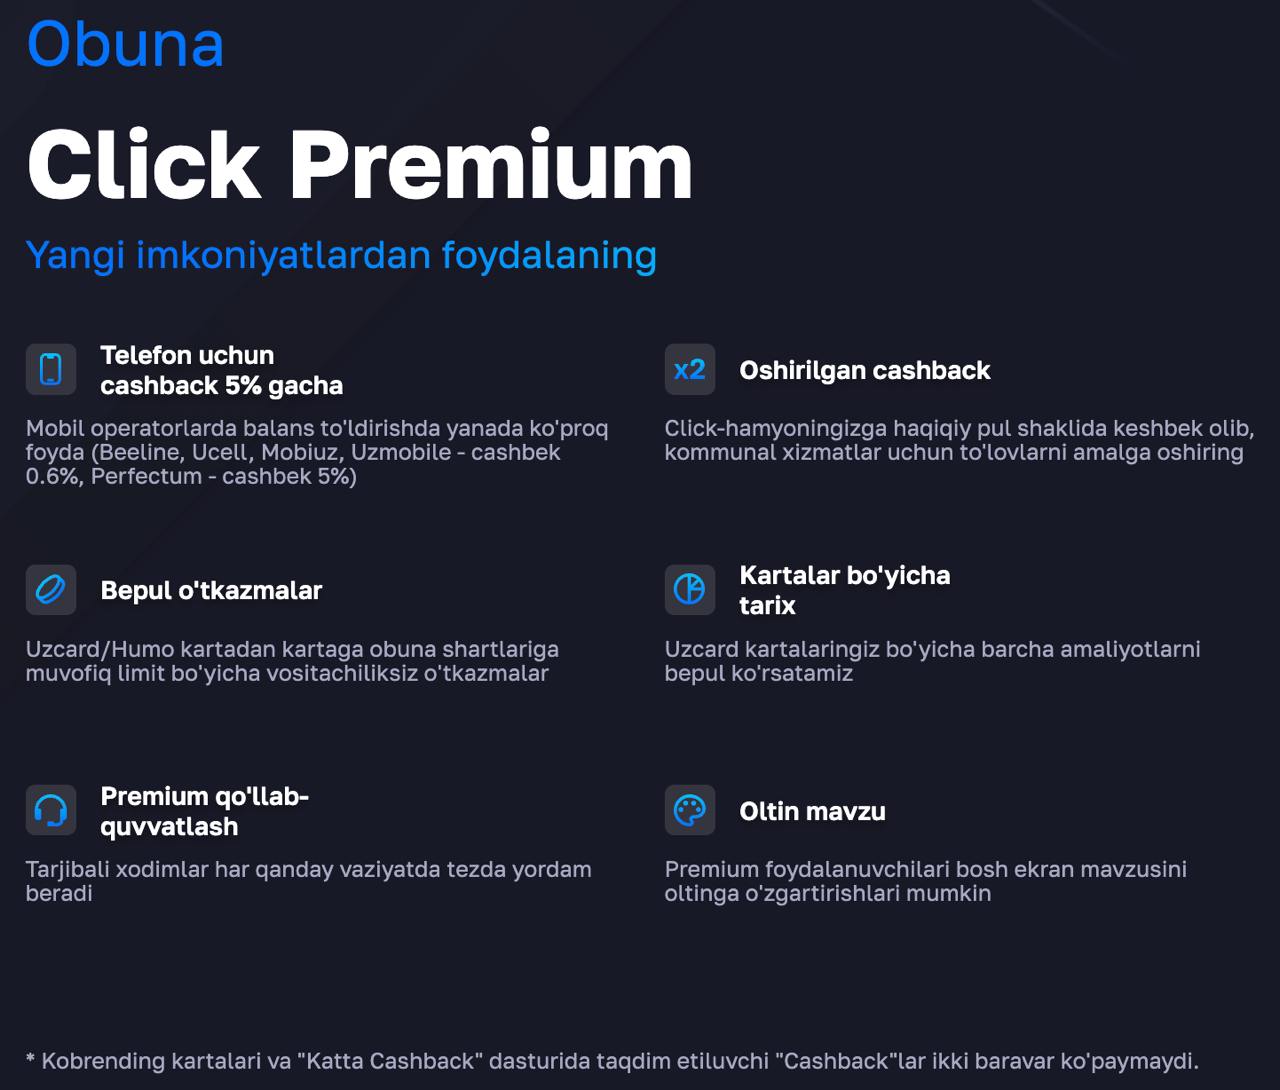 Obuna
Click Premium
Yangi imkoniyatlardan foydalaning
Telefon uchun
cashback 5% gacha
Mobil operatorlarda balans to'ldirishda yanada ko'proq
foyda (Beeline, Ucell, Mobiuz, Uzmobile - cashbek
0.6%, Perfectum - cashbek 5%)
x2
Oshirilgan cashback
Click-hamyoningizga haqiqiy pul shaklida keshbek olib,
kommunal xizmatlar uchun to'lovlarni amalga oshiring
Bepul o'tkazmalar
Uzcard/Humo kartadan kartaga obuna shartlariga
muvofiq limit bo'yicha vositachiliksiz o'tkazmalar
Kartalar bo'yicha
tarix
Uzcard kartalaringiz bo'yicha barcha amaliyotlarni
bepul ko'rsatamiz
Premium qo'llab-
quvvatlash
Tarjibali xodimlar har qanday vaziyatda tezda yordam
beradi
Oltin mavzu
Premium foydalanuvchilari bosh ekran mavzusini
oltinga o'zgartirishlari mumkin
* Kobrending kartalari va "Katta Cashback" dasturida taqdim etiluvchi "Cashback"lar ikki baravar ko'paymaydi.